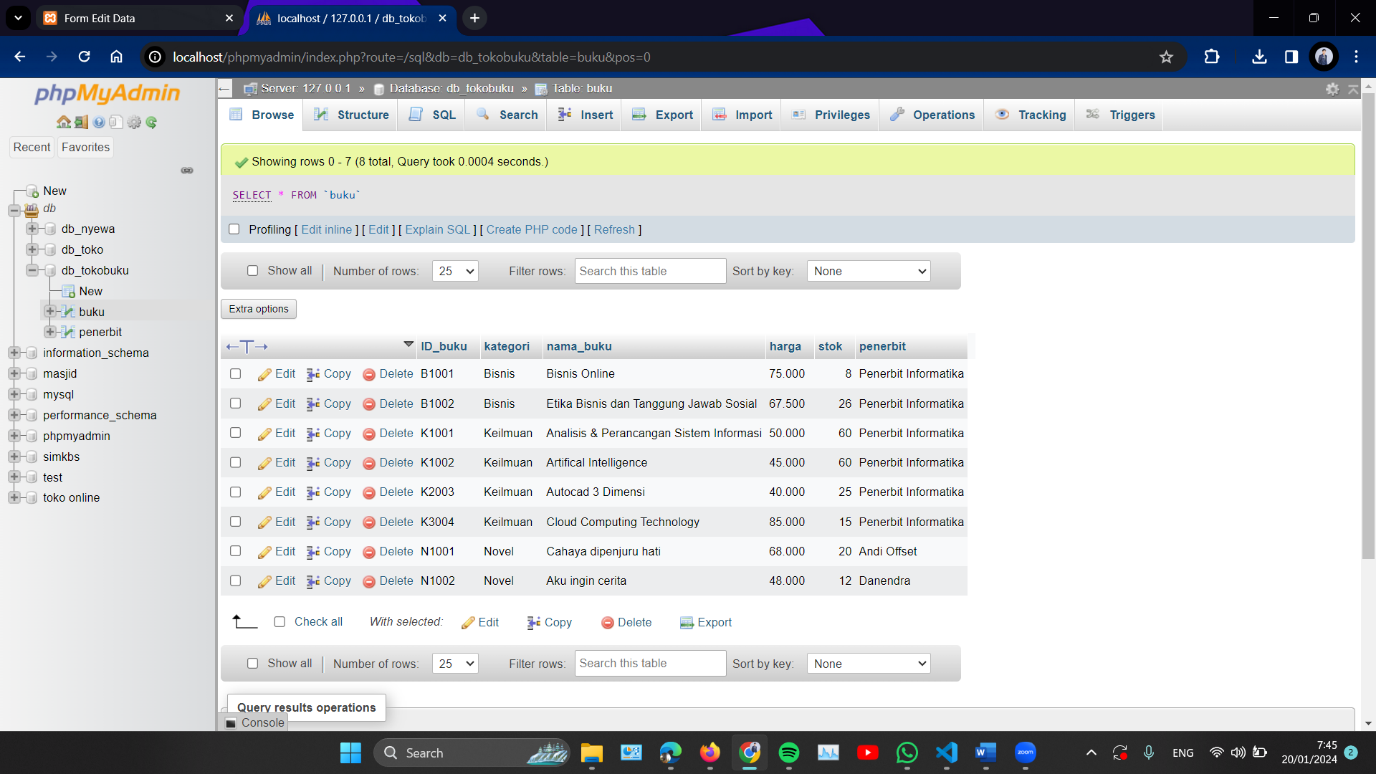 Form Edit Data
localhost / 127.0.0.1 / db_tokob
localhost/phpmyadmin/index.php?route=/sql&db=db_tokobuku&table=buku&pos=0
phpMyAdmin
Recent Favorites
New
db
db_nyewa
db_toko
db_tokobuku
New
buku
penerbit
information_schema
masjid
mysql
performance_schema
phpmyadmin
simkbs
test
toko online
Server: 127.0.0.1 » Database: db_tokobuku » Table: buku
Browse Structure SQL Search Insert Export Import Privileges Operations Tracking Triggers
Showing rows 0 - 7 (8 total, Query took 0.0004 seconds.)
SELECT * FROM `buku`
Profiling [ Edit inline ] [ Edit ] [ Explain SQL ] [ Create PHP code ] [ Refresh ]
Show all Number of rows: 25 Filter rows: Search this table Sort by key: None
Extra options
←T→ ID_buku kategori nama_buku harga stok penerbit
Edit Copy Delete B1001 Bisnis Bisnis Online 75.000 8 Penerbit Informatika
Edit Copy Delete B1002 Bisnis Etika Bisnis dan Tanggung Jawab Sosial 67.500 26 Penerbit Informatika
Edit Copy Delete K1001 Keilmuan Analisis & Perancangan Sistem Informasi 50.000 60 Penerbit Informatika
Edit Copy Delete K1002 Keilmuan Artifical Intelligence 45.000 60 Penerbit Informatika
Edit Copy Delete K2003 Keilmuan Autocad 3 Dimensi 40.000 25 Penerbit Informatika
Edit Copy Delete K3004 Keilmuan Cloud Computing Technology 85.000 15 Penerbit Informatika
Edit Copy Delete N1001 Novel Cahaya dipenjuru hati 68.000 20 Andi Offset
Edit Copy Delete N1002 Novel Aku ingin cerita 48.000 12 Danendra
Check all With selected: Edit Copy Delete Export
Show all Number of rows: 25 Filter rows: Search this table Sort by key: None
Query results operations
Console
Search
zoom
ENG
7:45
20/01/2024
2